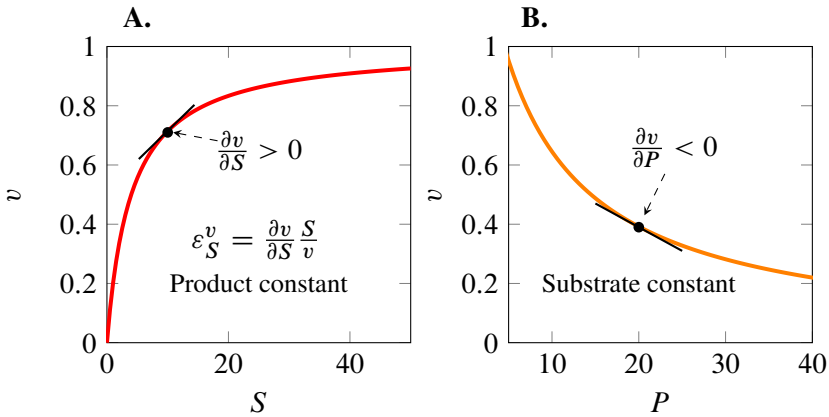 A.
1
0.8
0.6
0.4
0.2
0
0
20
40
v
S
∂v/∂S > 0
ε_S^v = ∂v/∂S S/v
Product constant
B.
1
0.8
0.6
0.4
0.2
0
10
20
30
40
v
P
∂v/∂P < 0
Substrate constant